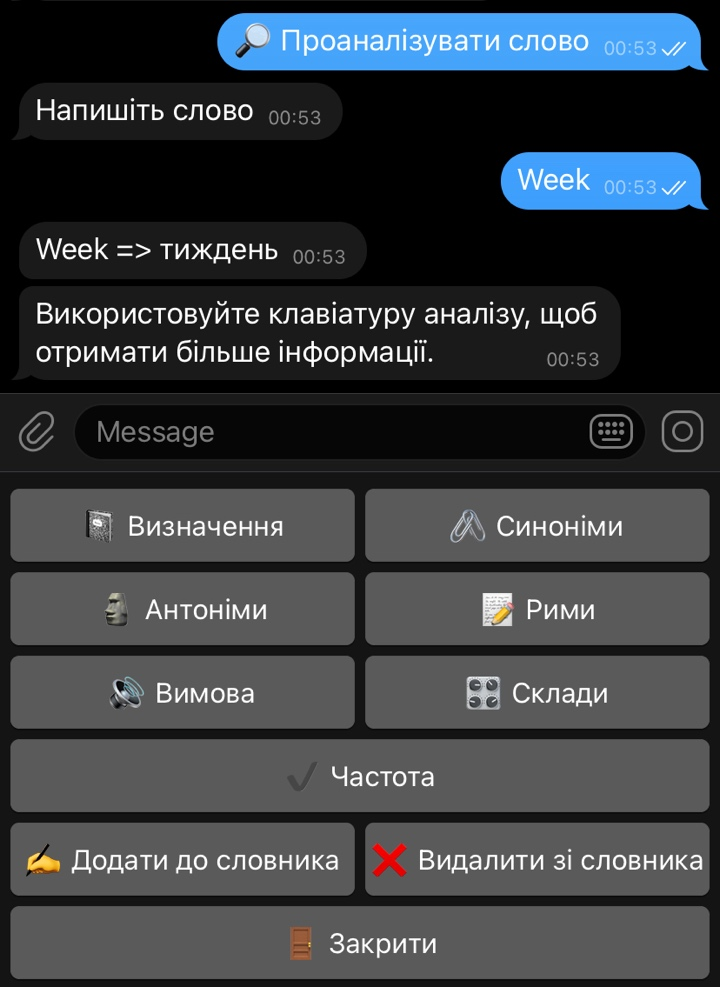 🔎 Проаналізувати слово 00:53
Напишіть слово 00:53
Week 00:53
Week => тиждень 00:53
Використовуйте клавіатуру аналізу, щоб
отримати більше інформації. 00:53
Message
Визначення
Синоніми
🗿 Антоніми
📝 Рими
🔊 Вимова
🎛 Склади
✔ Частота
✍ Додати до словника
❌ Видалити зі словника
🚪 Закрити